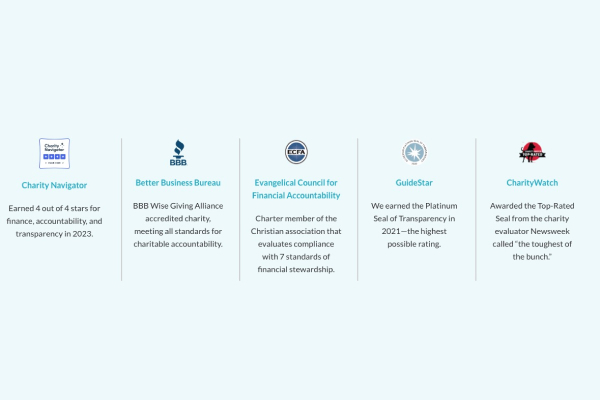 Charity
Navigator
BBB
ECFA
TOP-RATED
Charity Navigator
Earned 4 out of 4 stars for
finance, accountability, and
transparency in 2023.
Better Business Bureau
BBB Wise Giving Alliance
accredited charity,
meeting all standards for
charitable accountability.
Evangelical Council for
Financial Accountability
Charter member of the
Christian association that
evaluates compliance
with 7 standards of
financial stewardship.
GuideStar
We earned the Platinum
Seal of Transparency in
2021—the highest
possible rating.
CharityWatch
Awarded the Top-Rated
Seal from the charity
evaluator Newsweek
called “the toughest of
the bunch.”